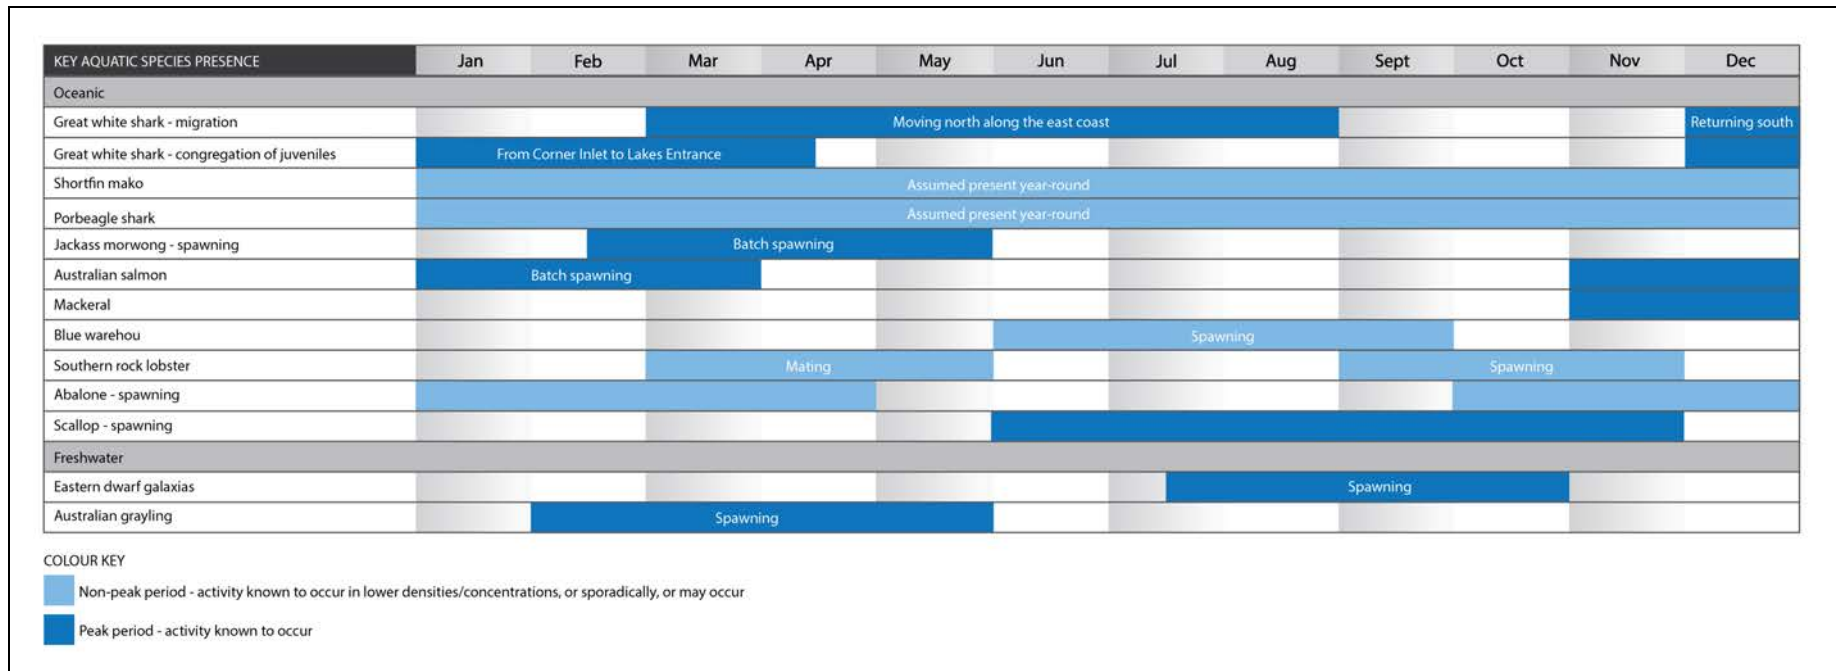 KEY AQUATIC SPECIES PRESENCE Jan Feb Mar Apr May Jun Jul Aug Sept Oct Nov Dec
Oceanic
Great white shark - migration Moving north along the east coast Returning south
Great white shark - congregation of juveniles From Corner Inlet to Lakes Entrance
Shortfin mako Assumed present year-round
Porbeagle shark Assumed present year-round
Jackass morwong - spawning Batch spawning
Australian salmon Batch spawning
Mackeral
Blue warehou Spawning
Southern rock lobster Mating Spawning
Abalone - spawning
Scallop - spawning
Freshwater
Eastern dwarf galaxias Spawning
Australian grayling Spawning
COLOUR KEY
Non-peak period - activity known to occur in lower densities/concentrations, or sporadically, or may occur
Peak period - activity known to occur